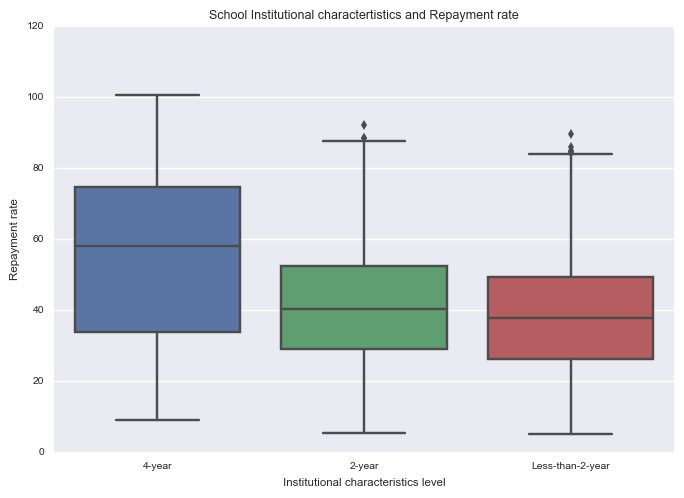 School Institutional charactertistics and Repayment rate
120
100
80
60
40
20
0
Repayment rate
4-year
2-year
Less-than-2-year
Institutional characteristics level